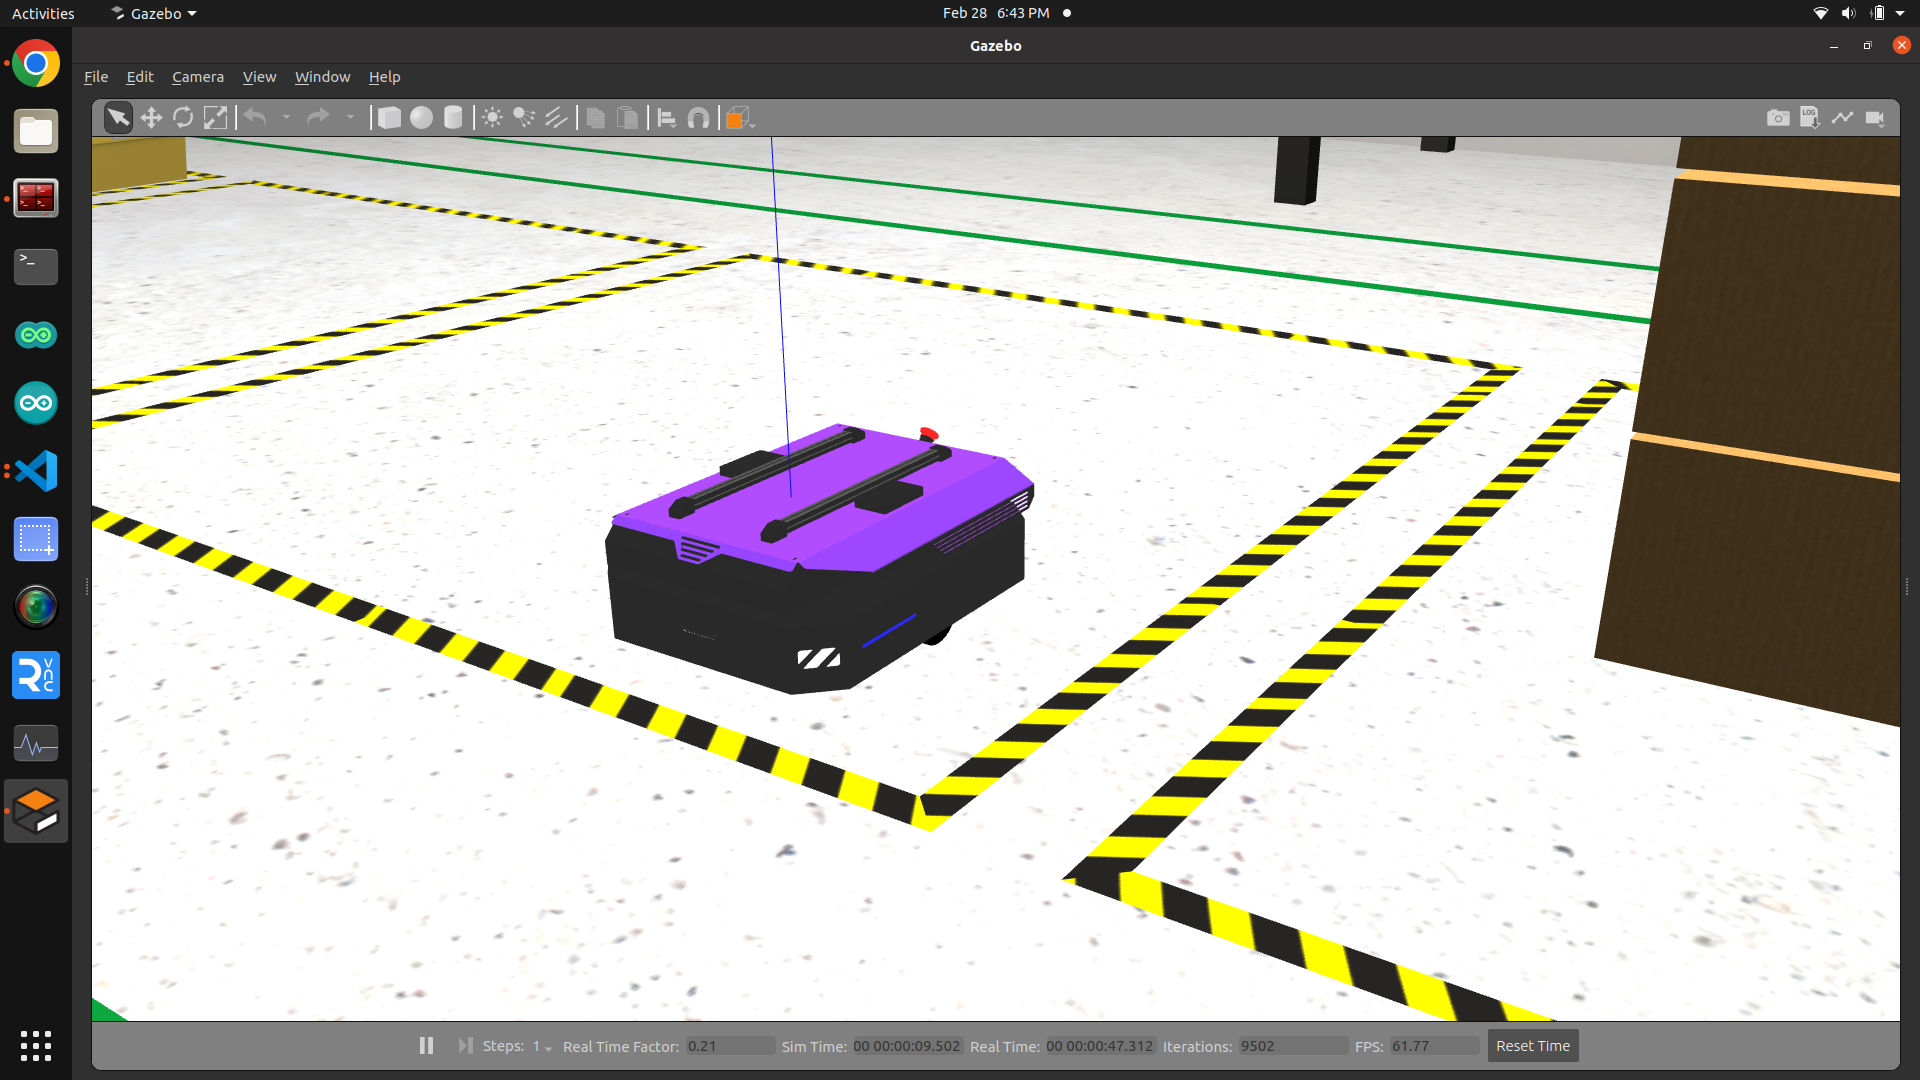 Activities
Gazebo
Feb 28 6:43 PM
Gazebo
File Edit Camera View Window Help
LOG
>_
VNC
Steps: 1 Real Time Factor: 0.21 Sim Time: 00 00:00:09.502 Real Time: 00 00:00:47.312 Iterations: 9502 FPS: 61.77 Reset Time